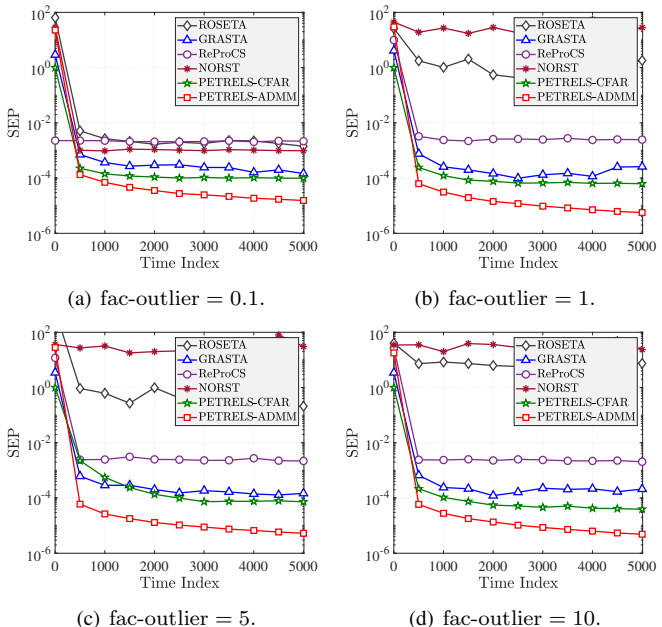 10^2
10^0
10^-2
10^-4
10^-6
SEP
0 1000 2000 3000 4000 5000
Time Index
ROSETA
GRASTA
ReProCS
NORST
PETRELS-CFAR
PETRELS-ADMM
(a) fac-outlier = 0.1.
10^2
10^0
10^-2
10^-4
10^-6
SEP
0 1000 2000 3000 4000 5000
Time Index
ROSETA
GRASTA
ReProCS
NORST
PETRELS-CFAR
PETRELS-ADMM
(b) fac-outlier = 1.
10^2
10^0
10^-2
10^-4
10^-6
SEP
0 1000 2000 3000 4000 5000
Time Index
ROSETA
GRASTA
ReProCS
NORST
PETRELS-CFAR
PETRELS-ADMM
(c) fac-outlier = 5.
10^2
10^0
10^-2
10^-4
10^-6
SEP
0 1000 2000 3000 4000 5000
Time Index
ROSETA
GRASTA
ReProCS
NORST
PETRELS-CFAR
PETRELS-ADMM
(d) fac-outlier = 10.